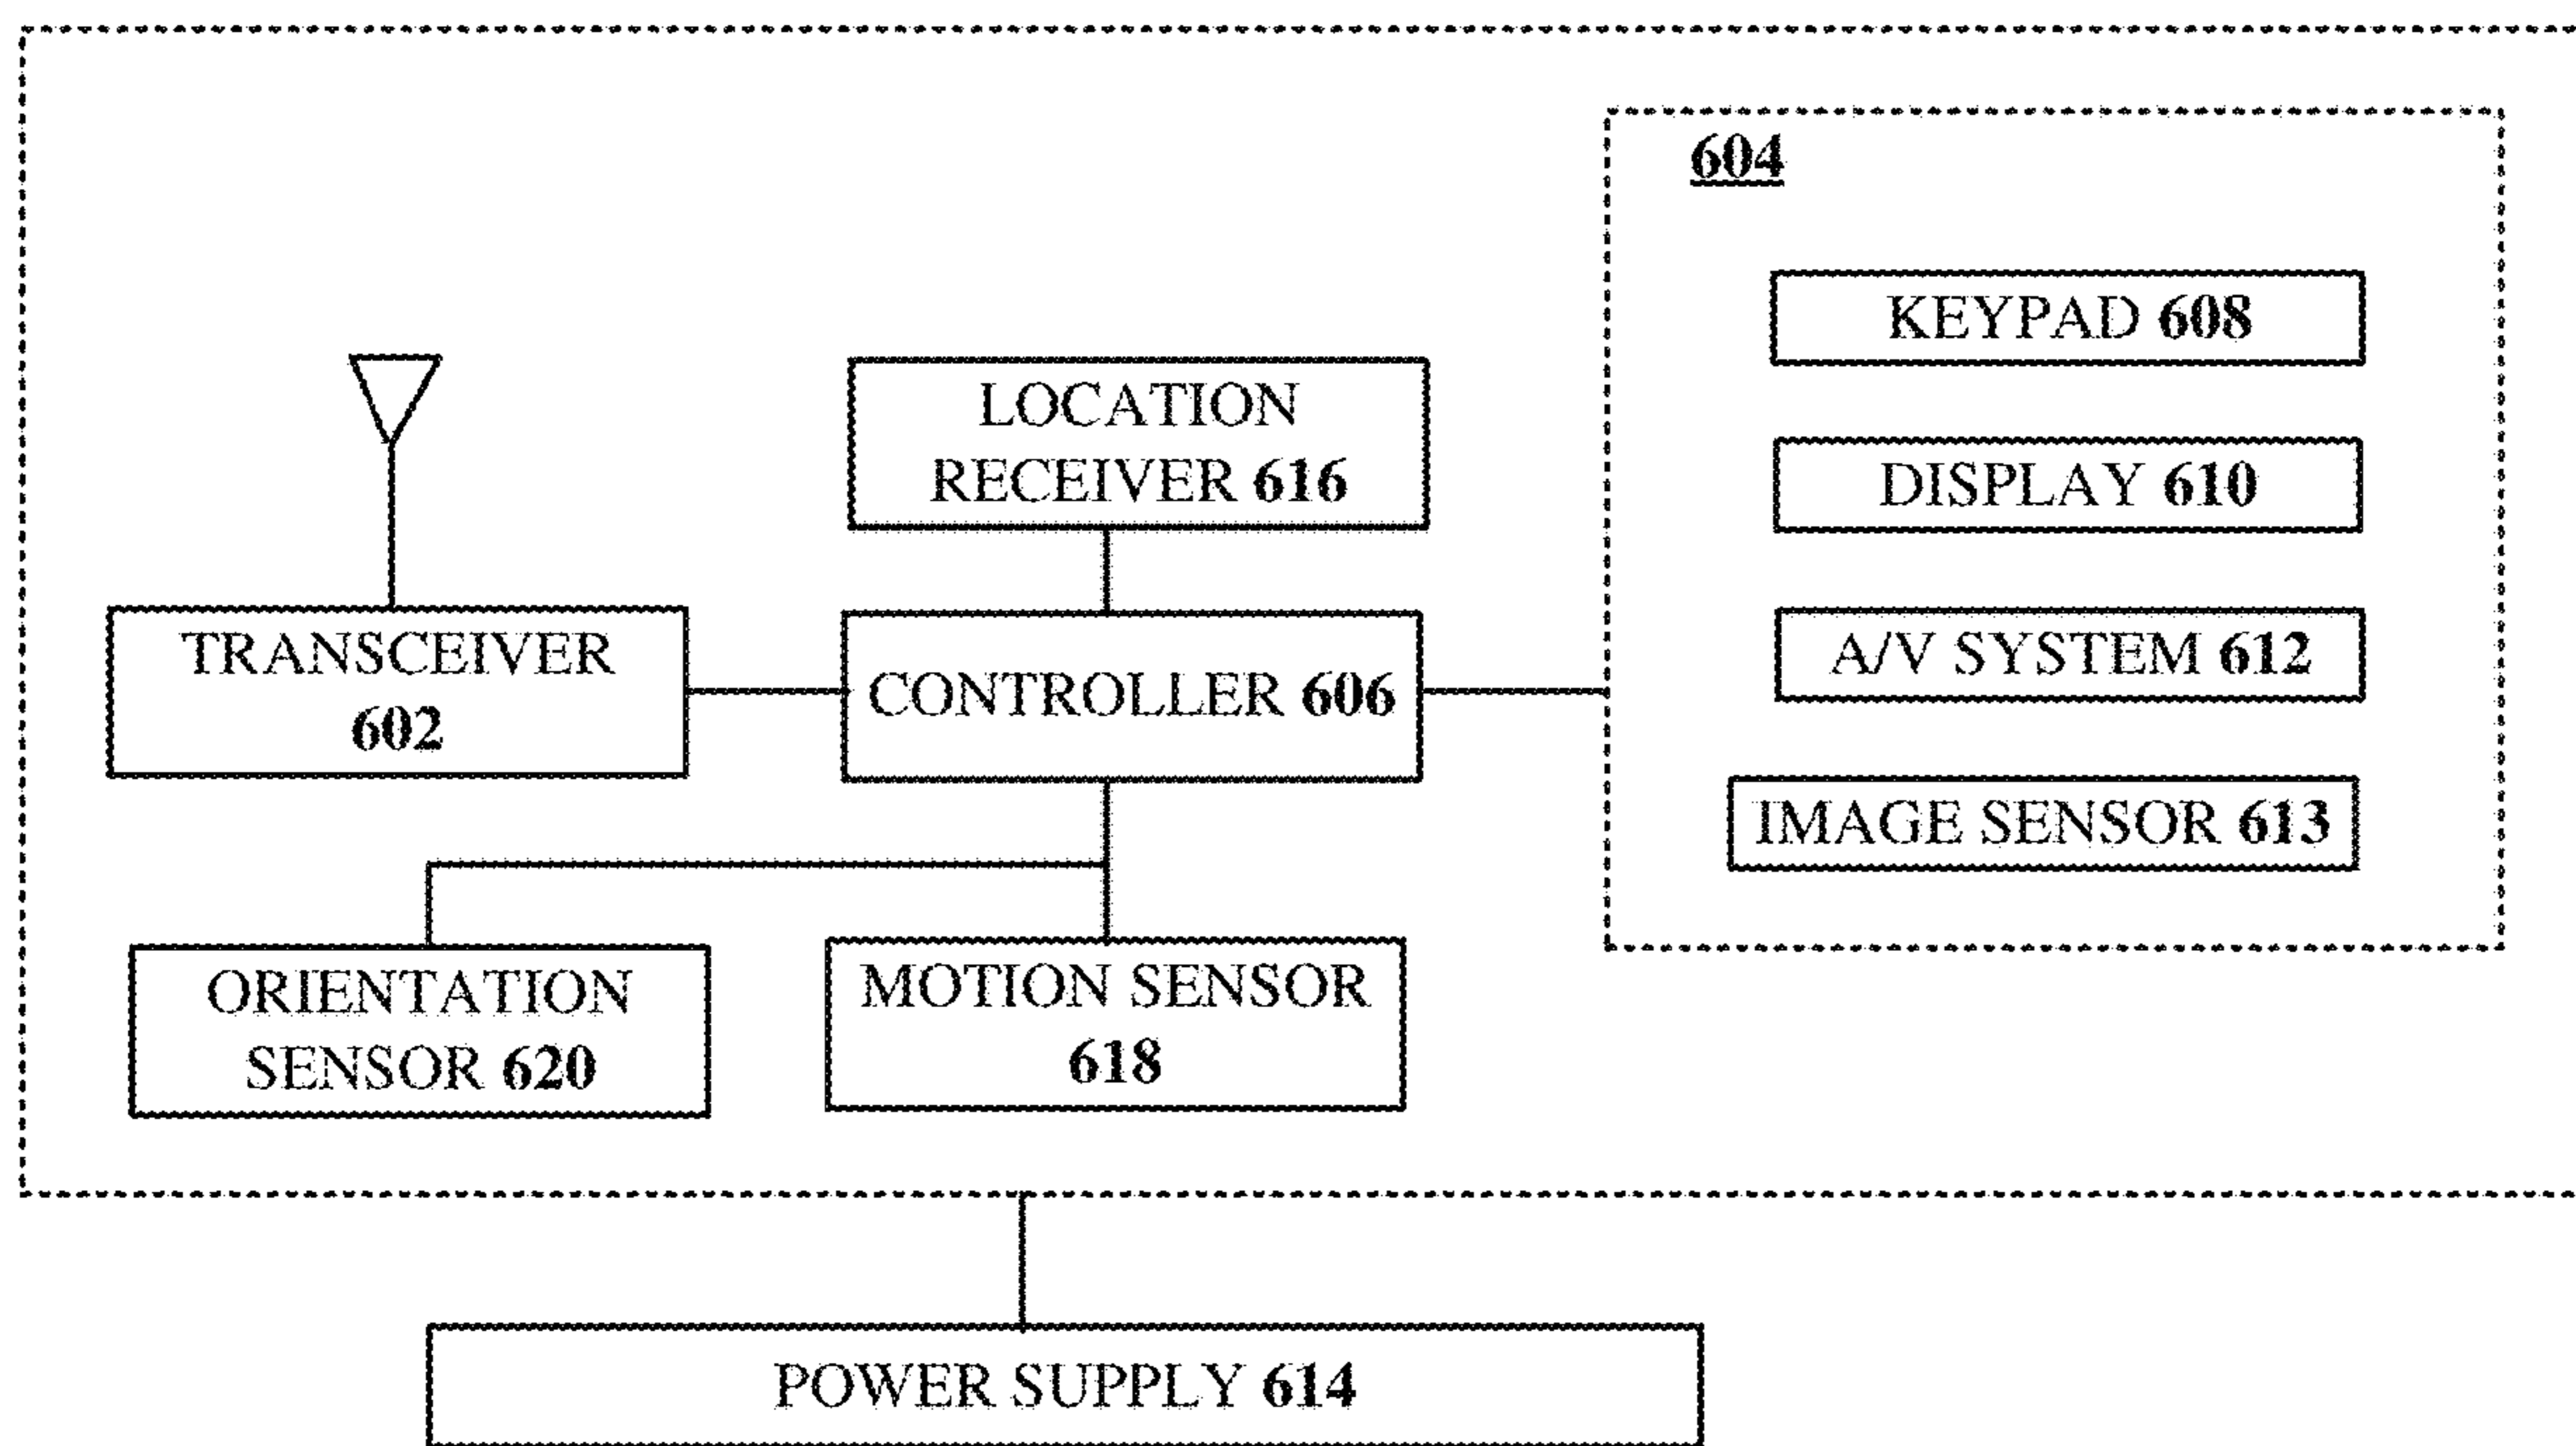 604
KEYPAD 608
LOCATION
RECEIVER 616
DISPLAY 610
TRANSCEIVER
602
CONTROLLER 606
A/V SYSTEM 612
IMAGE SENSOR 613
ORIENTATION
SENSOR 620
MOTION SENSOR
618
POWER SUPPLY 614